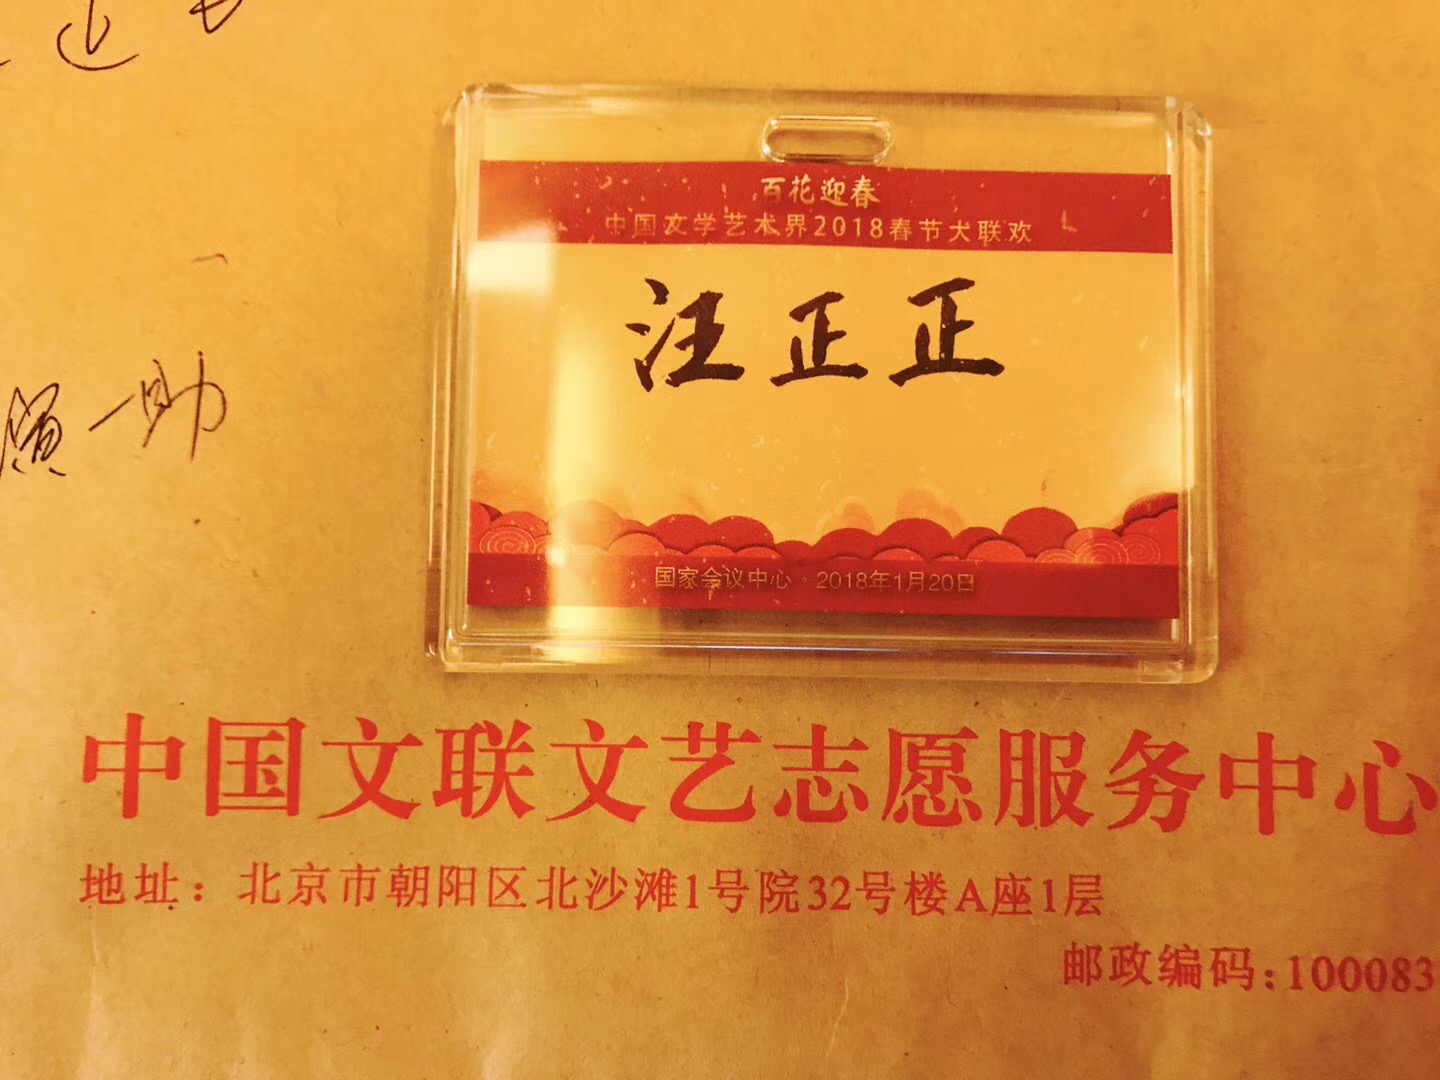 百花迎春
中国文学艺术界2018春节大联欢
汪正正
国家会议中心·2018年1月20日
一助
中国文联文艺志愿服务中心
地址：北京市朝阳区北沙滩1号院32号楼A座1层
邮政编码:100083